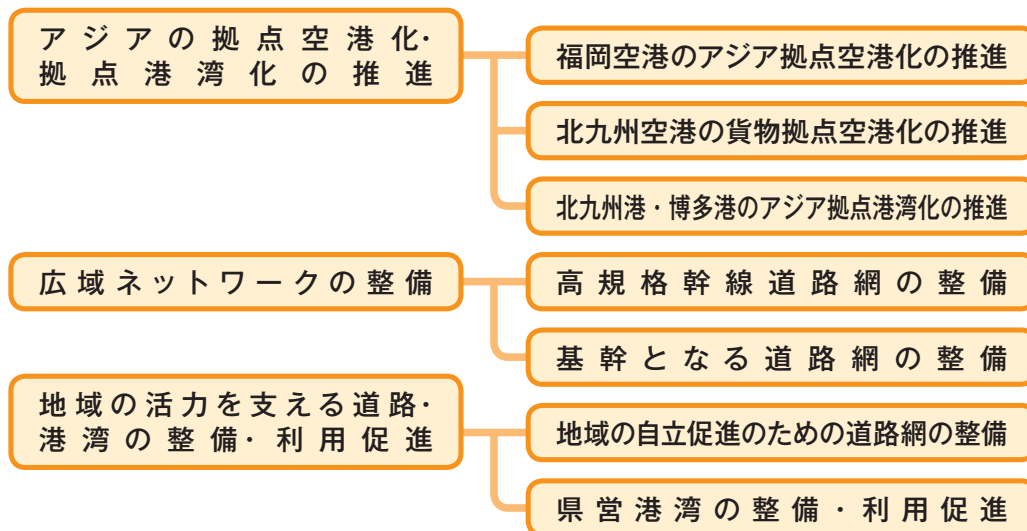 アジアの拠点空港化・
拠点港湾化の推進
福岡空港のアジア拠点空港化の推進
北九州空港の貨物拠点空港化の推進
北九州港・博多港のアジア拠点港湾化の推進
広域ネットワークの整備
高規格幹線道路網の整備
基幹となる道路網の整備
地域の活力を支える道路・
港湾の整備・利用促進
地域の自立促進のための道路網の整備
県営港湾の整備・利用促進